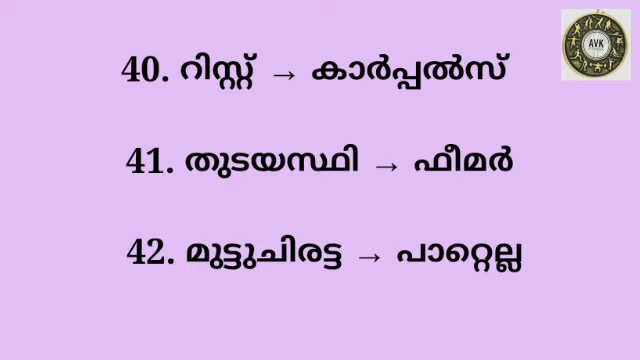 AVK
40. റിസ്റ്റ് → കാർപ്പൽസ്
41. തുടയസ്ഥി → ഫീമർ
42. മുട്ടുചിരട്ട → പാറ്റെല്ല